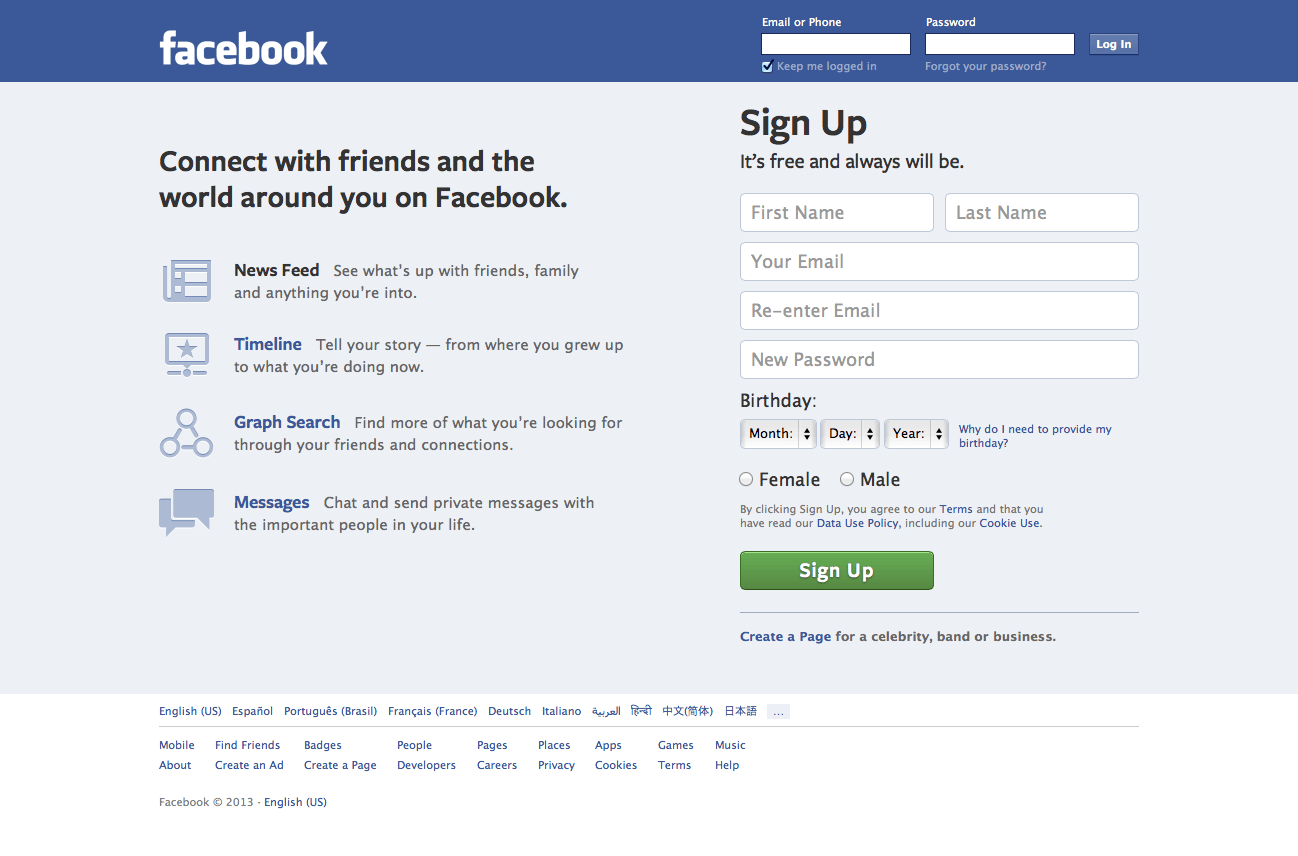 facebook
Email or Phone
Password
Log In
Keep me logged in
Forgot your password?
Connect with friends and the
world around you on Facebook.
News Feed See what's up with friends, family
and anything you're into.
Timeline Tell your story — from where you grew up
to what you're doing now.
Graph Search Find more of what you're looking for
through your friends and connections.
Messages Chat and send private messages with
the important people in your life.
Sign Up
It's free and always will be.
First Name
Last Name
Your Email
Re-enter Email
New Password
Birthday:
Month: Day: Year:
Why do I need to provide my
birthday?
Female Male
By clicking Sign Up, you agree to our Terms and that you
have read our Data Use Policy, including our Cookie Use.
Sign Up
Create a Page for a celebrity, band or business.
English (US) Español Português (Brasil) Français (France) Deutsch Italiano العربية हिन्दी 中文(简体) 日本語 ...
Mobile Find Friends Badges People Pages Places Apps Games Music
About Create an Ad Create a Page Developers Careers Privacy Cookies Terms Help
Facebook © 2013 · English (US)